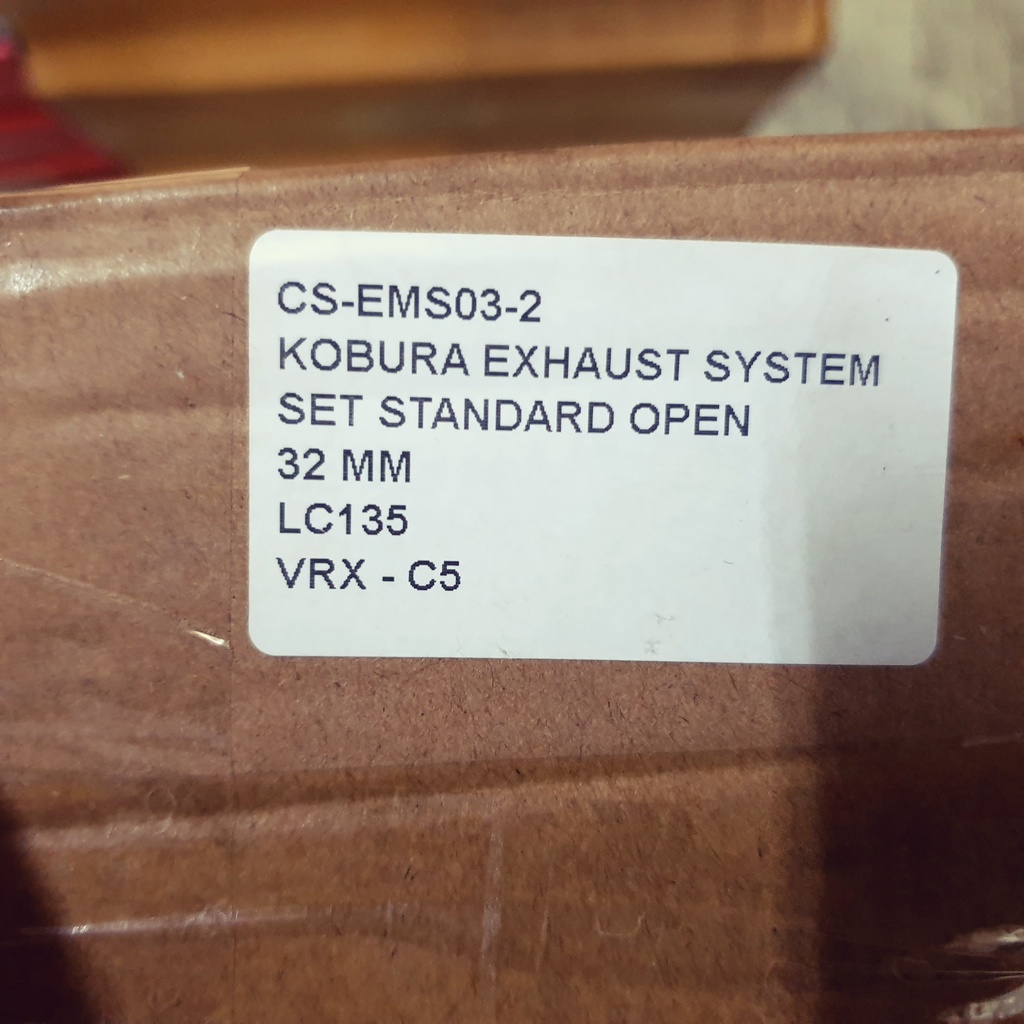 CS-EMS03-2
KOBURA EXHAUST SYSTEM
SET STANDARD OPEN
32 MM
LC135
VRX - C5